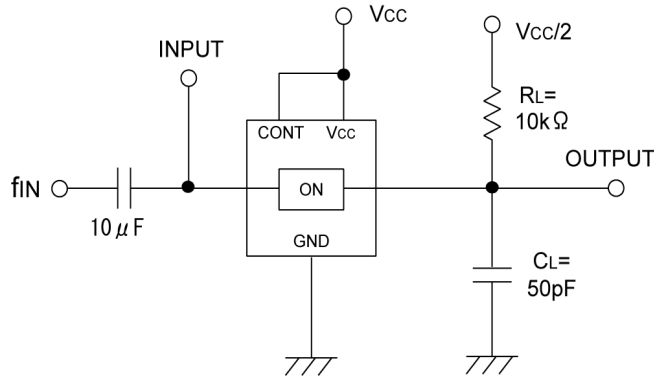 Vcc
INPUT
Vcc/2
RL=
10kΩ
CONT
Vcc
OUTPUT
fIN
ON
10μF
GND
CL=
50pF